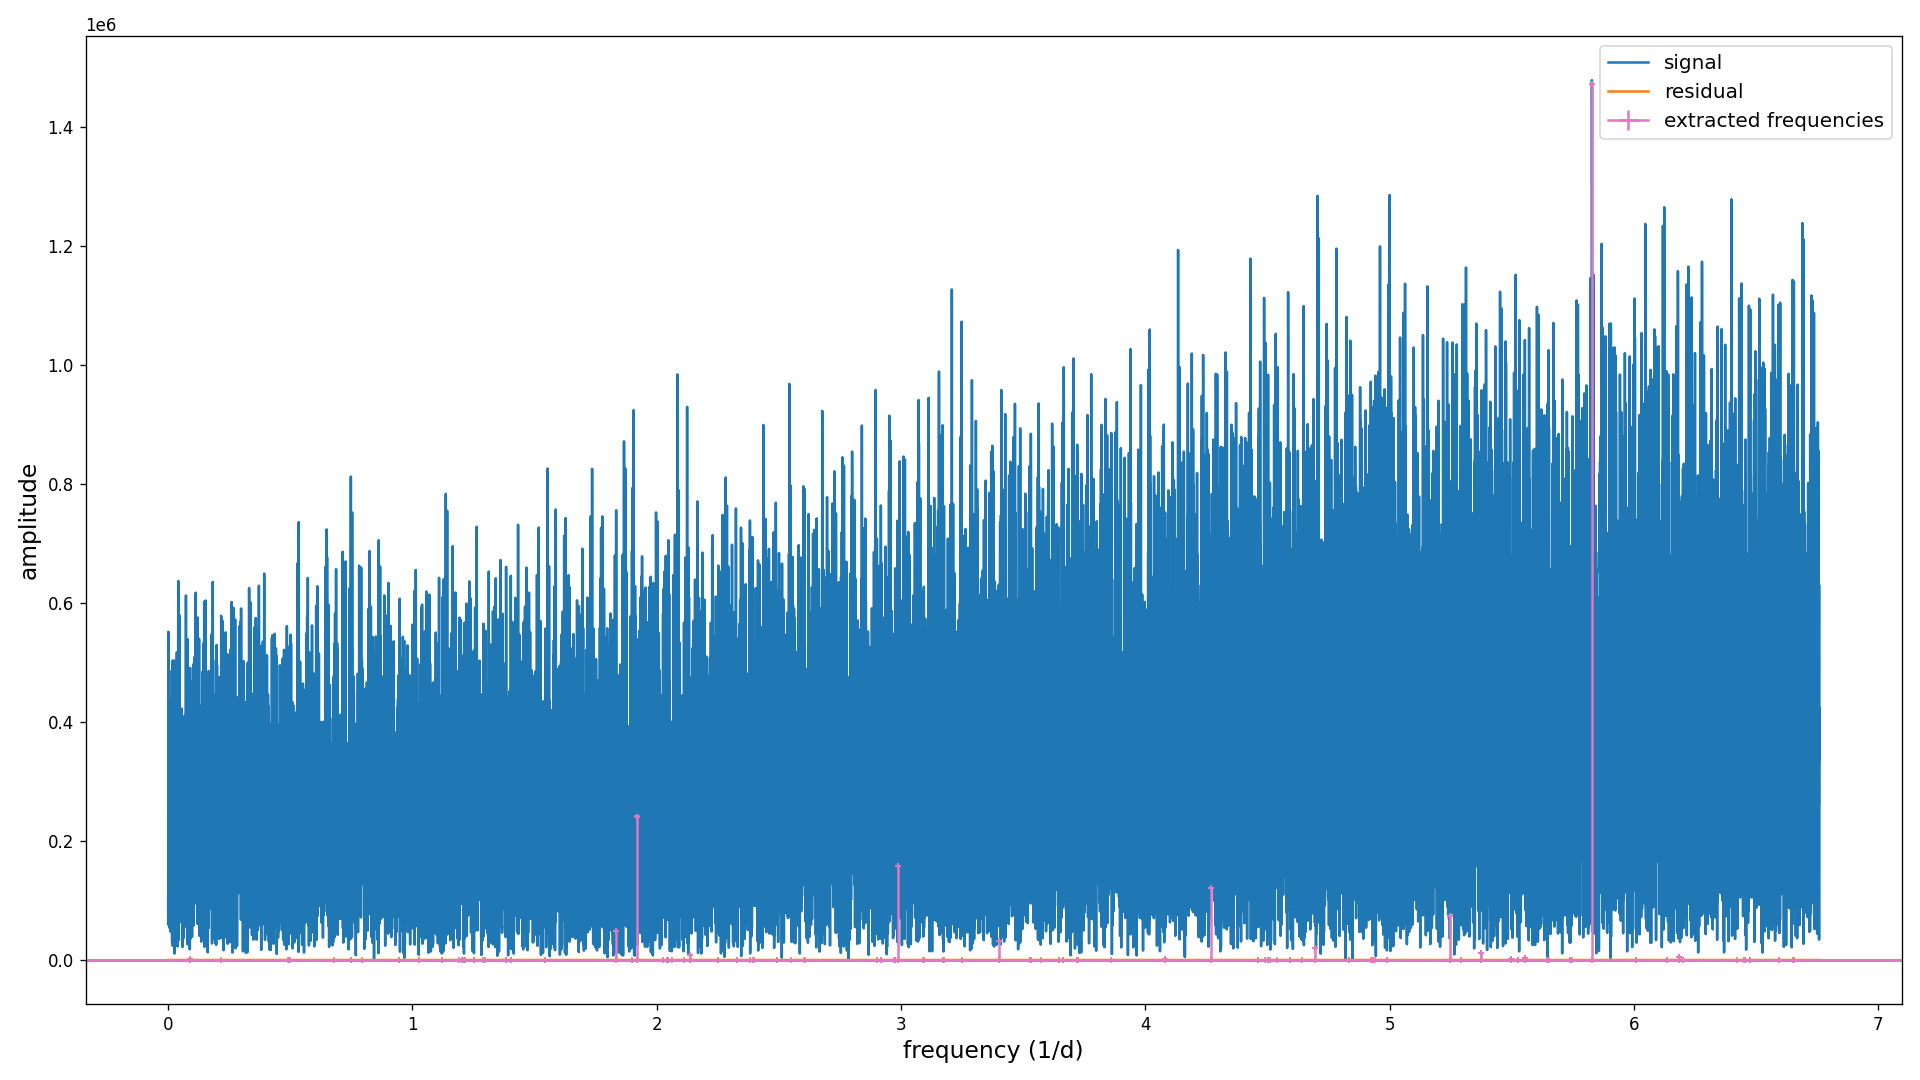 1e6
signal
residual
extracted frequencies
1.4
1.2
1.0
0.8
0.6
0.4
0.2
0.0
amplitude
0 1 2 3 4 5 6 7
frequency (1/d)